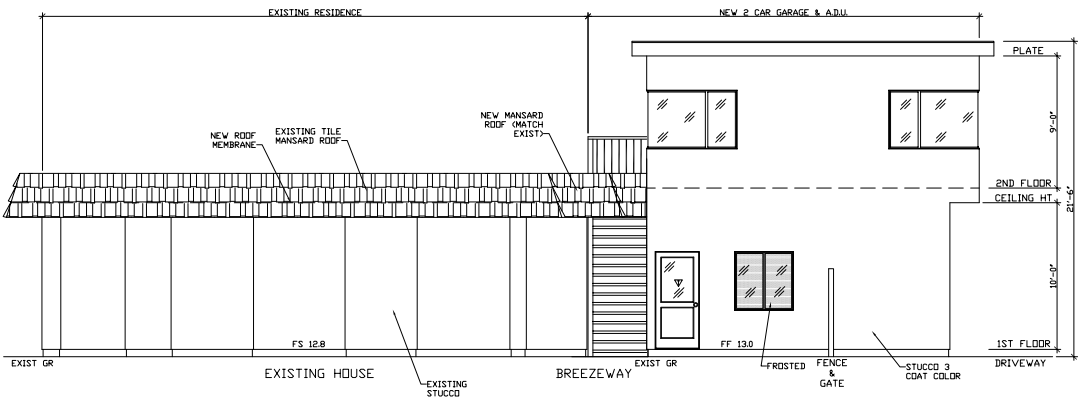 EXISTING RESIDENCE
NEW 2 CAR GARAGE & A.D.U.
PLATE
9'-0"
NEW MANSARD
ROOF (MATCH
EXIST)
NEW ROOF
MEMBRANE
EXISTING TILE
MANSARD ROOF
2ND FLOOR
CEILING HT.
21'-6"
10'-0"
FS 12.8
FF 13.0
1ST FLOOR
EXIST GR
EXISTING HOUSE
EXISTING
STUCCO
BREEZEWAY
EXIST GR
FROSTED
FENCE
&
GATE
STUCCO 3
COAT COLOR
DRIVEWAY